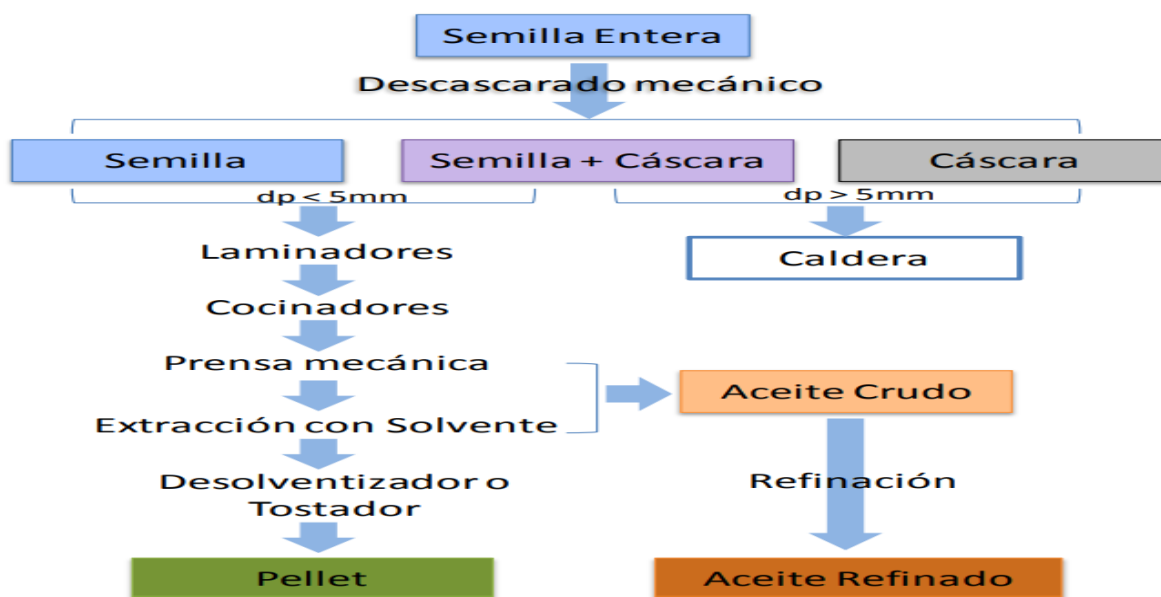 Semilla Entera
Descascarado mecánico
Semilla
Semilla + Cáscara
Cáscara
dp < 5mm
dp > 5mm
Laminadores
Caldera
Cocinadores
Prensa mecánica
Aceite Crudo
Extracción con Solvente
Desolventizador o
Tostador
Refinación
Pellet
Aceite Refinado